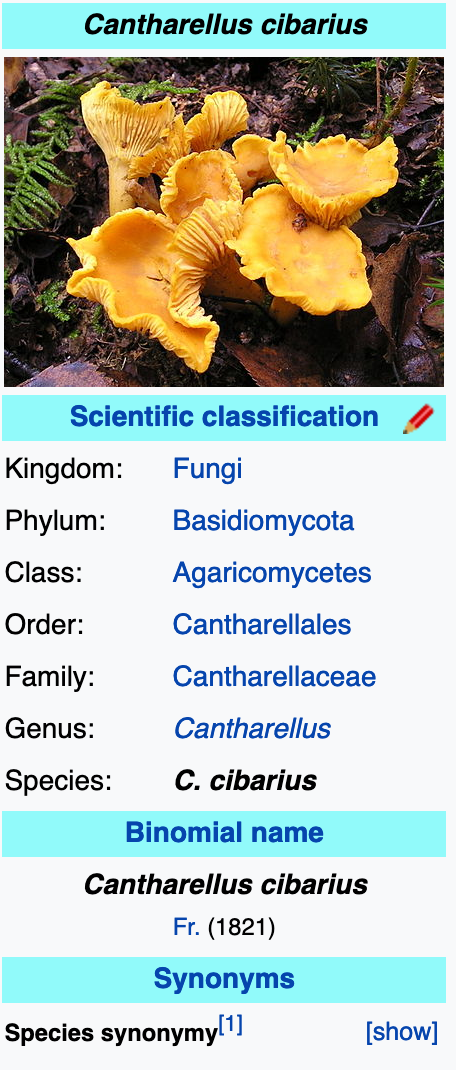 Cantharellus cibarius
Scientific classification
Kingdom: Fungi
Phylum: Basidiomycota
Class: Agaricomycetes
Order: Cantharellales
Family: Cantharellaceae
Genus: Cantharellus
Species: C. cibarius
Binomial name
Cantharellus cibarius
Fr. (1821)
Synonyms
Species synonymy[1] [show]